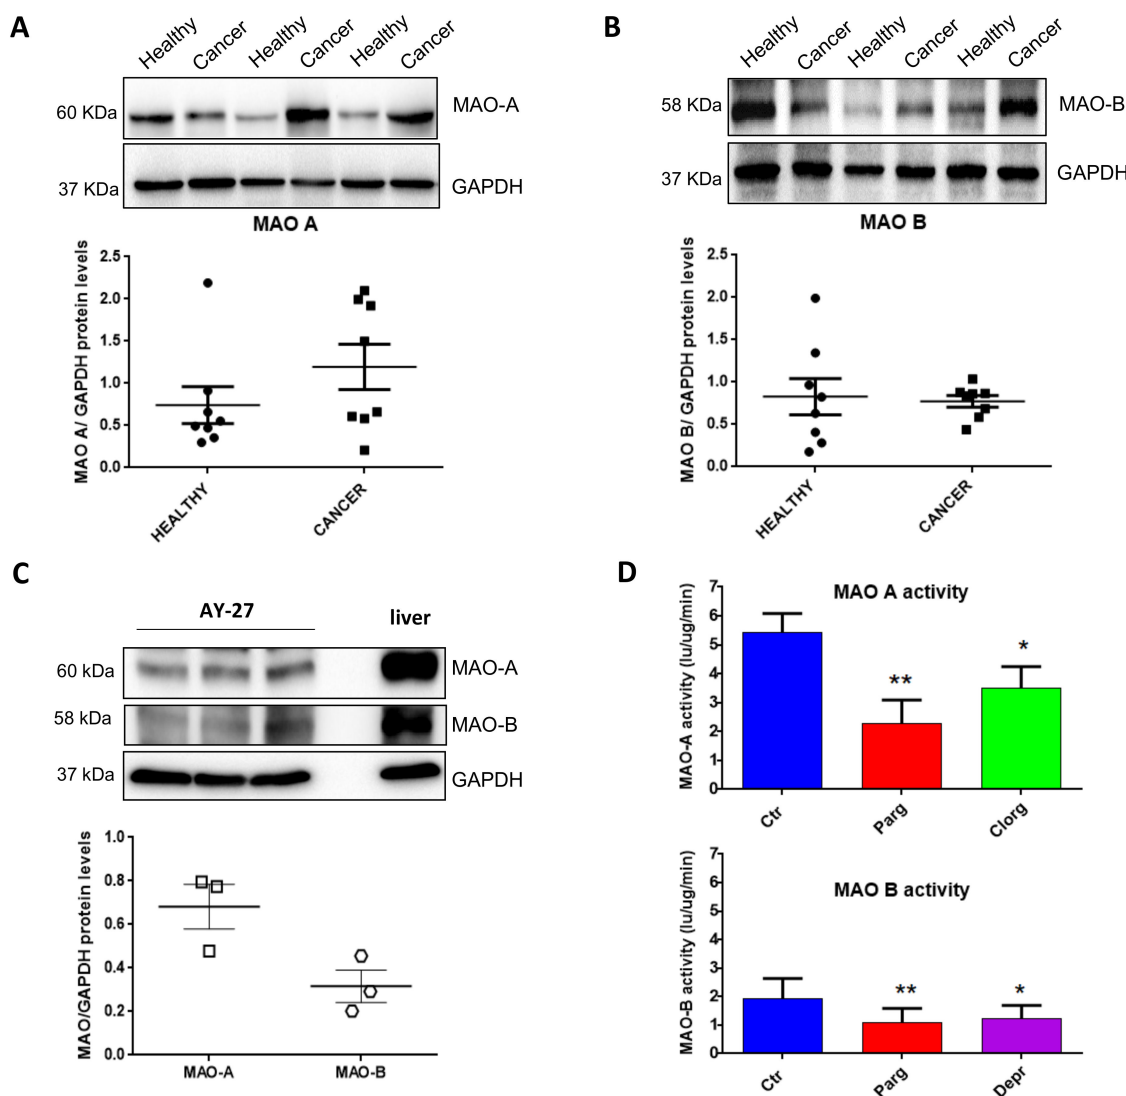 A
Healthy Cancer Healthy Cancer Healthy Cancer
60 KDa
MAO-A
37 KDa
GAPDH
MAO A
MAO A/ GAPDH protein levels
2.5
2.0
1.5
1.0
0.5
0.0
HEALTHY
CANCER
B
Healthy Cancer Healthy Cancer Healthy Cancer
58 KDa
MAO-B
37 KDa
GAPDH
MAO B
MAO B/ GAPDH protein levels
2.5
2.0
1.5
1.0
0.5
0.0
HEALTHY
CANCER
C
AY-27
liver
60 kDa
MAO-A
58 kDa
MAO-B
37 kDa
GAPDH
MAO/GAPDH protein levels
1.0
0.8
0.6
0.4
0.2
0.0
MAO-A
MAO-B
D
MAO A activity
MAO-A activity (lu/ug/min)
7
6
5
4
3
2
1
0
**
*
Ctr
Parg
Clorg
MAO B activity
MAO-B activity (lu/ug/min)
7
6
5
4
3
2
1
0
**
*
Ctr
Parg
Depr